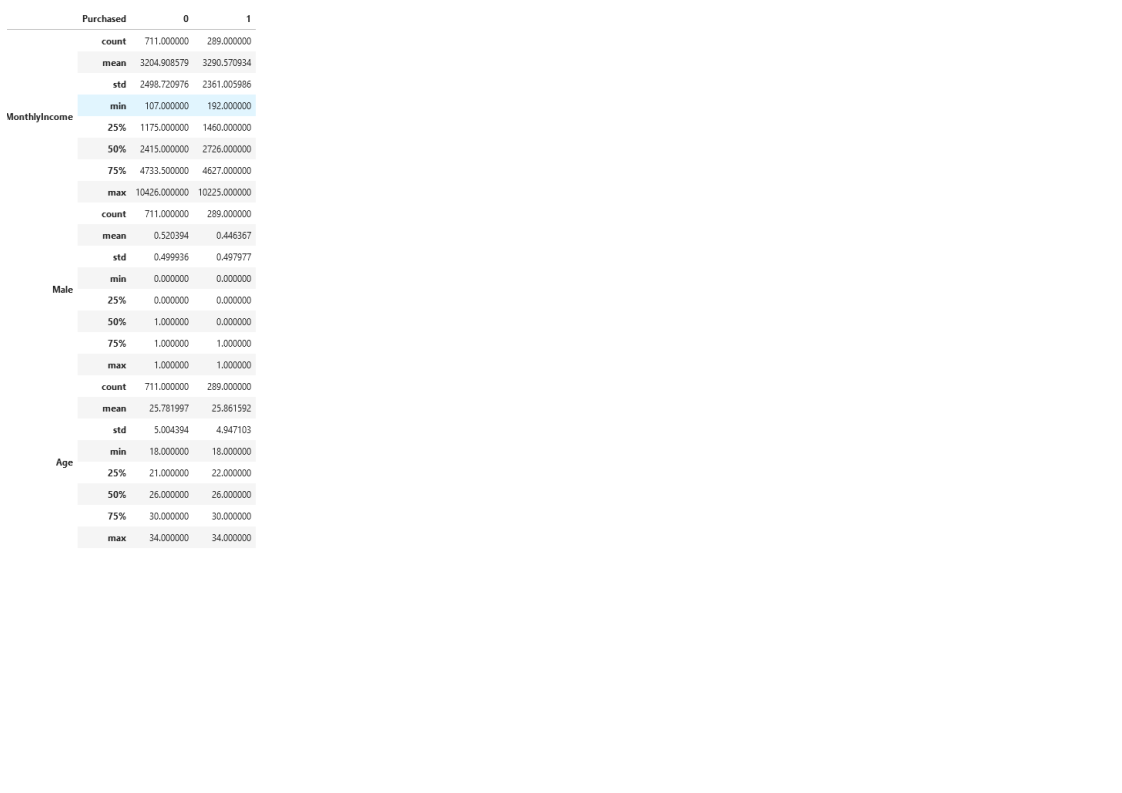 Purchased 0 1
count 711.000000 289.000000
mean 3204.908579 3290.570934
std 2498.720976 2361.005986
min 107.000000 192.000000
MonthlyIncome
25% 1175.000000 1460.000000
50% 2415.000000 2726.000000
75% 4733.500000 4627.000000
max 10426.000000 10225.000000
count 711.000000 289.000000
mean 0.520394 0.446367
std 0.499936 0.497977
min 0.000000 0.000000
Male
25% 0.000000 0.000000
50% 1.000000 0.000000
75% 1.000000 1.000000
max 1.000000 1.000000
count 711.000000 289.000000
mean 25.781997 25.861592
std 5.004394 4.947103
min 18.000000 18.000000
Age
25% 21.000000 22.000000
50% 26.000000 26.000000
75% 30.000000 30.000000
max 34.000000 34.000000